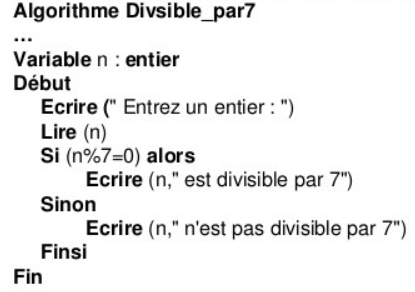 Algorithme Divsible_par7
...
Variable n : entier
Début
Ecrire (" Entrez un entier : ")
Lire (n)
Si (n%7=0) alors
Ecrire (n," est divisible par 7")
Sinon
Ecrire (n," n'est pas divisible par 7")
Finsi
Fin